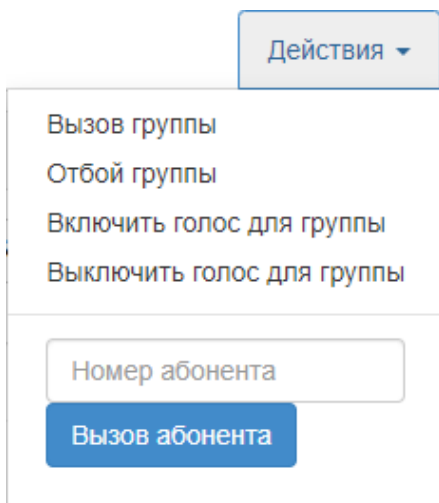 Действия
Вызов группы
Отбой группы
Включить голос для группы
Выключить голос для группы
Номер абонента
Вызов абонента